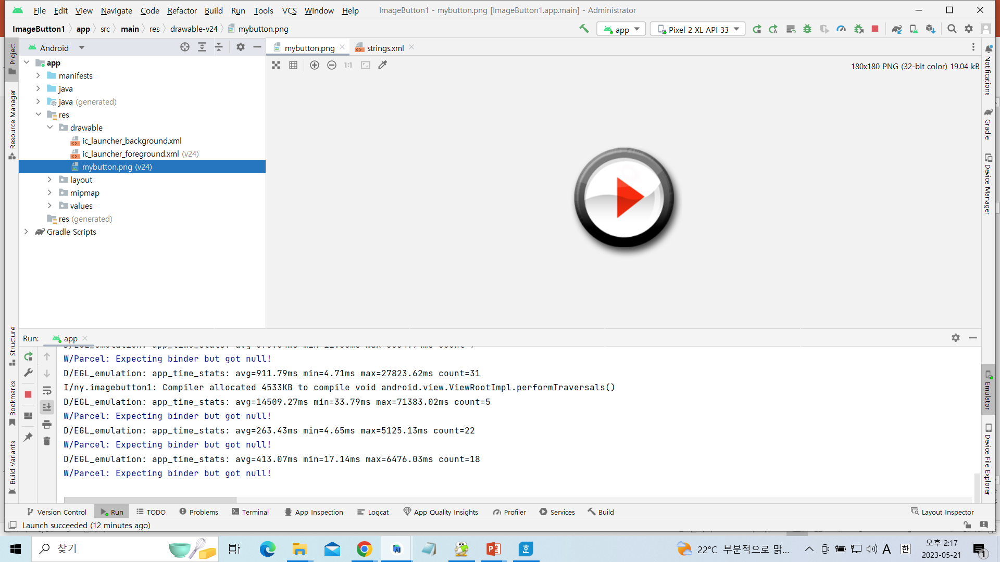 File Edit View Navigate Code Refactor Build Run Tools VCS Window Help ImageButton1 - mybutton.png [ImageButton1.app.main] - Administrator
ImageButton1 app src main res drawable-v24 mybutton.png app Pixel 2 XL API 33
Project
Android
mybutton.png strings.xml
180x180 PNG (32-bit color) 19.04 kB
app
manifests
java
java (generated)
res
drawable
ic_launcher_background.xml
ic_launcher_foreground.xml (v24)
mybutton.png (v24)
layout
mipmap
values
res (generated)
Gradle Scripts
Resource Manager
Structure
Bookmarks
Build Variants
Notifications
Gradle
Device Manager
Emulator
Device File Explorer
1:1
Run: app
W/Parcel: Expecting binder but got null!
D/EGL_emulation: app_time_stats: avg=911.79ms min=4.71ms max=27823.62ms count=31
I/ny.imagebutton1: Compiler allocated 4533KB to compile void android.view.ViewRootImpl.performTraversals()
D/EGL_emulation: app_time_stats: avg=14509.27ms min=33.79ms max=71383.02ms count=5
W/Parcel: Expecting binder but got null!
D/EGL_emulation: app_time_stats: avg=263.43ms min=4.65ms max=5125.13ms count=22
W/Parcel: Expecting binder but got null!
D/EGL_emulation: app_time_stats: avg=413.07ms min=17.14ms max=6476.03ms count=18
W/Parcel: Expecting binder but got null!
Version Control Run TODO Problems Terminal App Inspection Logcat App Quality Insights Profiler Services Build Layout Inspector
Launch succeeded (12 minutes ago)
찾기
22°C 부분적으로 맑...
A 한
오후 2:17
2023-05-21
1